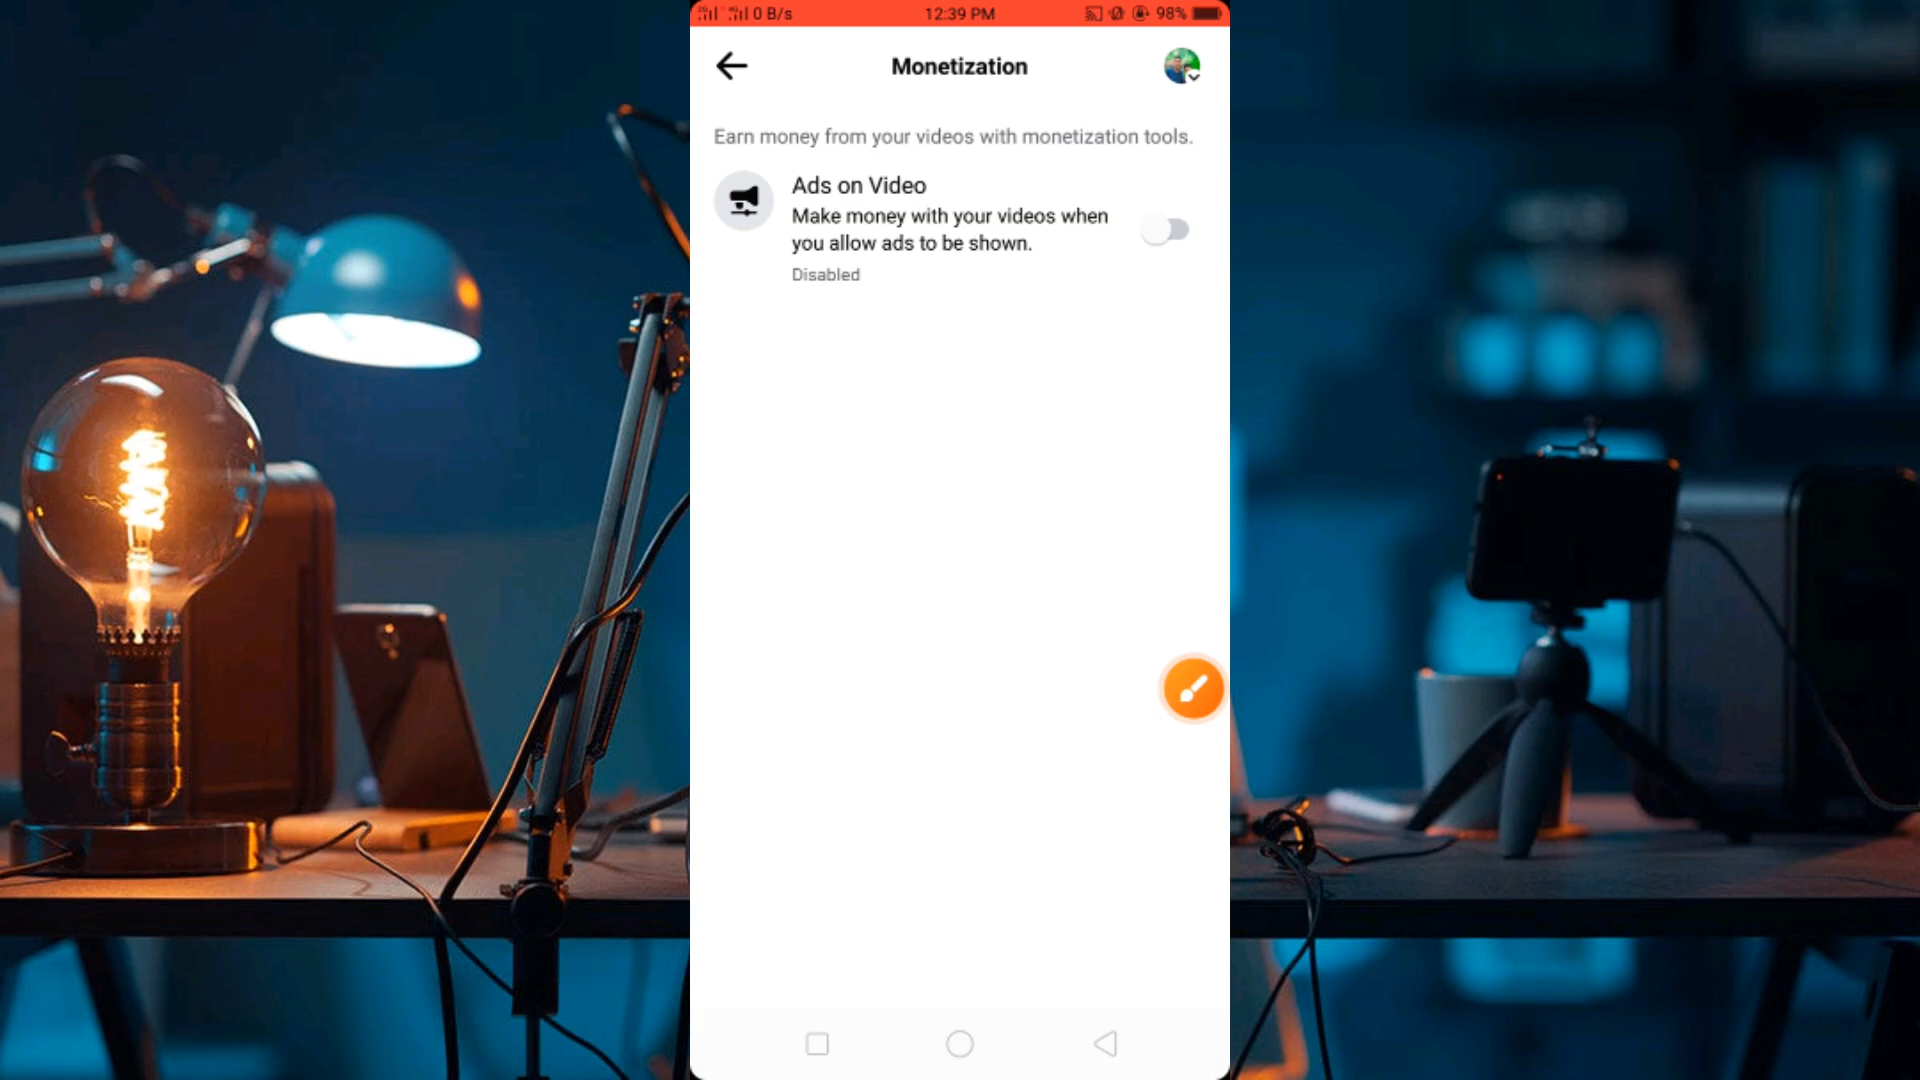 0 B/s 12:39 PM 98%
Monetization
Earn money from your videos with monetization tools.
Ads on Video
Make money with your videos when
you allow ads to be shown.
Disabled